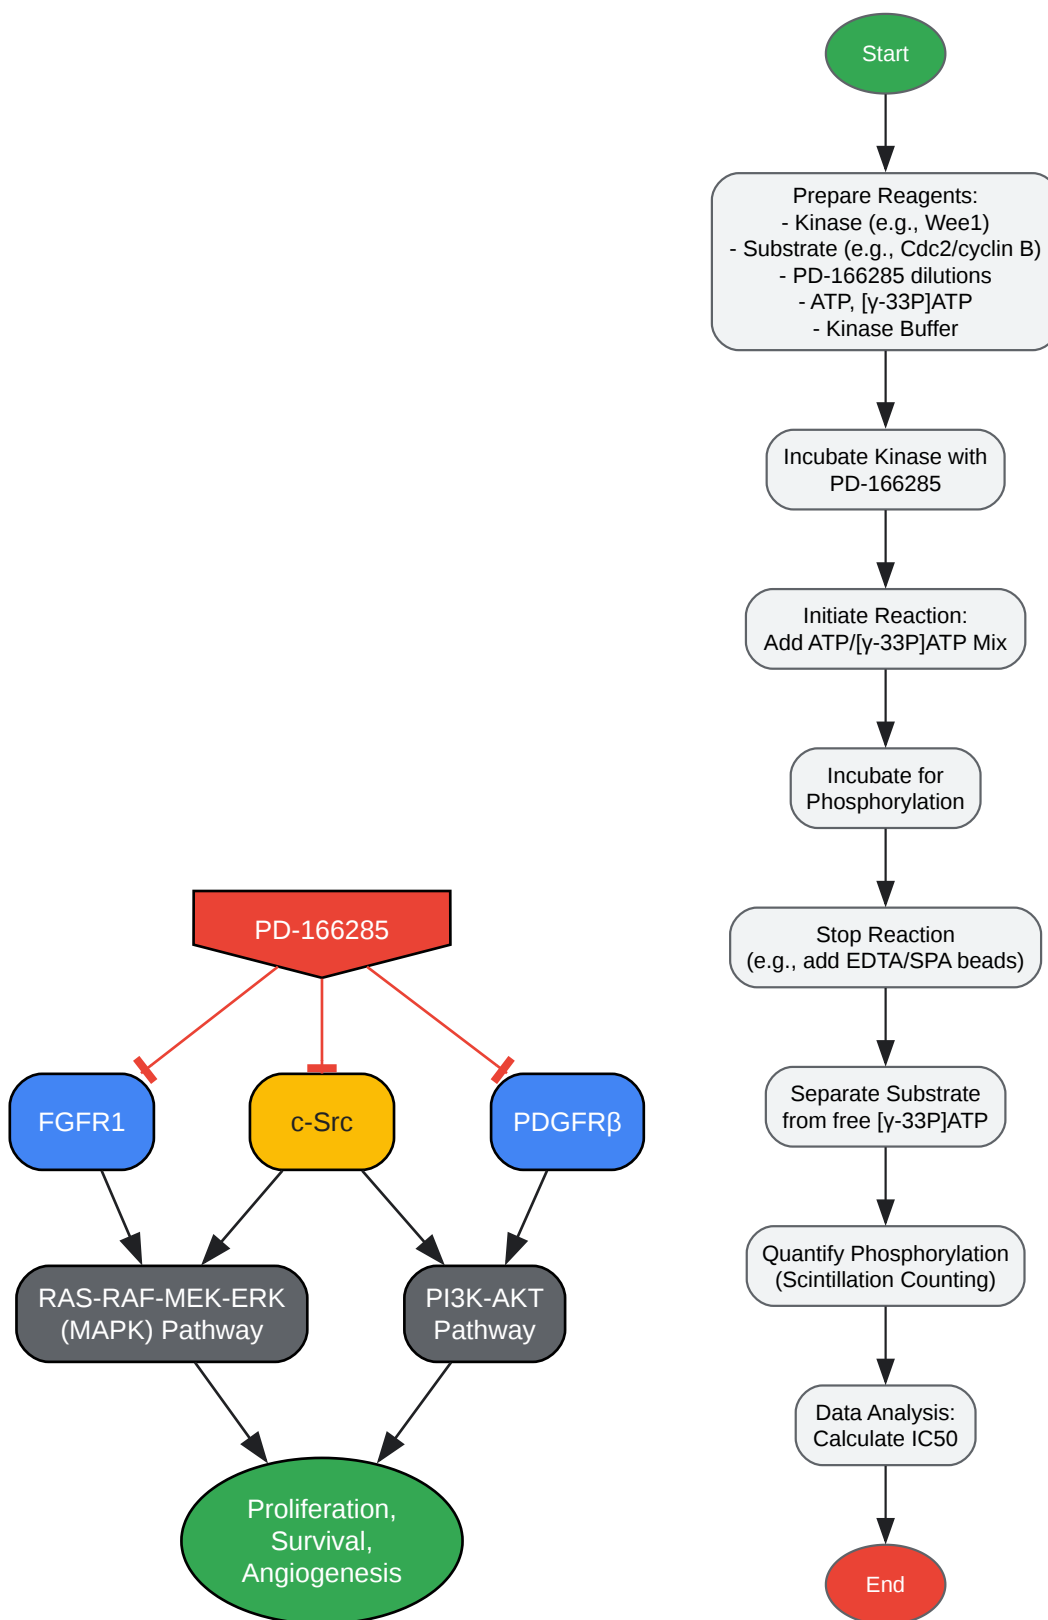 Start
Prepare Reagents:
- Kinase (e.g., Wee1)
- Substrate (e.g., Cdc2/cyclin B)
- PD-166285 dilutions
- ATP, [γ-33P]ATP
- Kinase Buffer
Incubate Kinase with
PD-166285
Initiate Reaction:
Add ATP/[γ-33P]ATP Mix
Incubate for
Phosphorylation
Stop Reaction
(e.g., add EDTA/SPA beads)
Separate Substrate
from free [γ-33P]ATP
Quantify Phosphorylation
(Scintillation Counting)
Data Analysis:
Calculate IC50
End
PD-166285
FGFR1
c-Src
PDGFRβ
RAS-RAF-MEK-ERK
(MAPK) Pathway
PI3K-AKT
Pathway
Proliferation,
Survival,
Angiogenesis